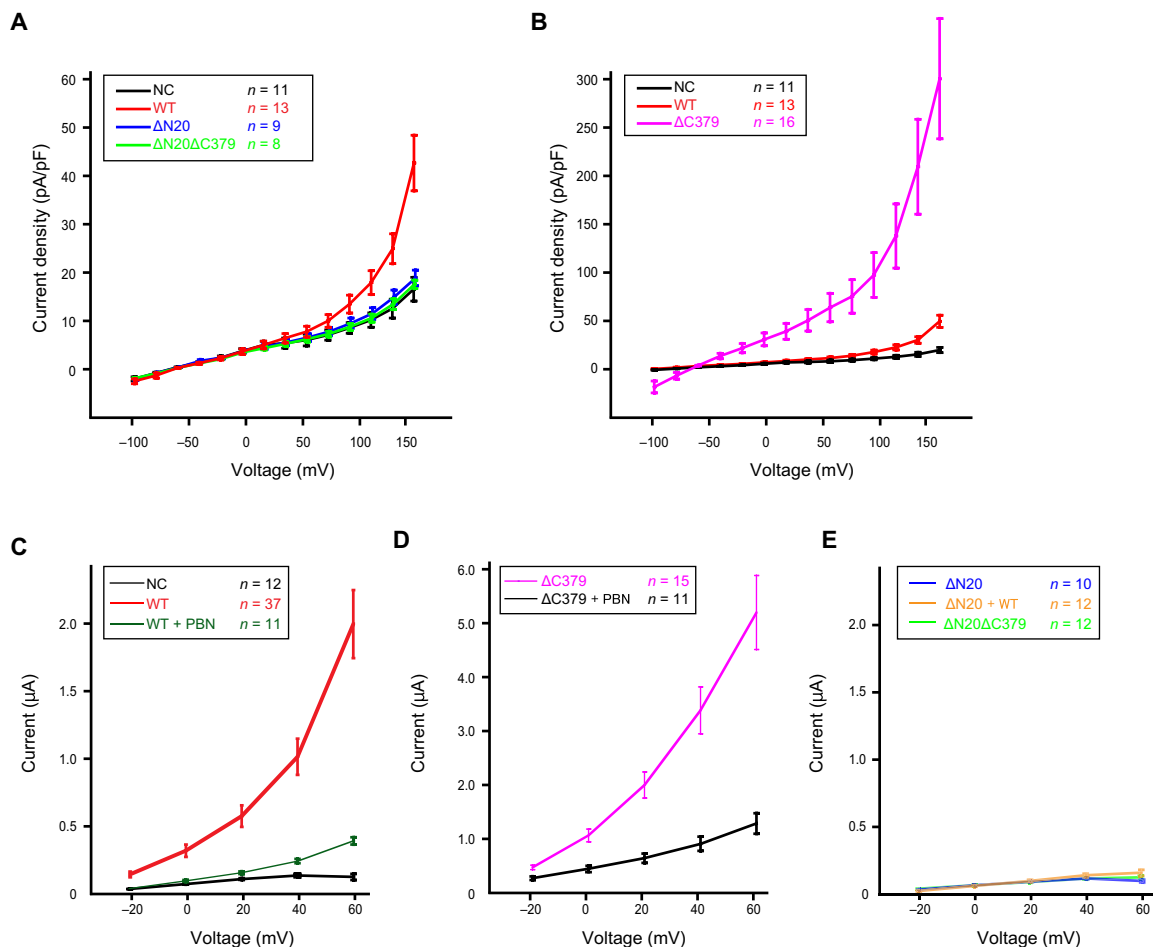 A
B
60
50
40
30
20
10
0
Current density (pA/pF)
NC n = 11
WT n = 13
ΔN20 n = 9
ΔN20ΔC379 n = 8
–100 –50 0 50 100 150
Voltage (mV)
300
250
200
150
100
50
0
Current density (pA/pF)
NC n = 11
WT n = 13
ΔC379 n = 16
–100 –50 0 50 100 150
Voltage (mV)
C
D
E
2.0
1.5
1.0
0.5
0
Current (µA)
NC n = 12
WT n = 37
WT + PBN n = 11
–20 0 20 40 60
Voltage (mV)
6.0
5.0
4.0
3.0
2.0
1.0
0
Current (µA)
ΔC379 n = 15
ΔC379 + PBN n = 11
–20 0 20 40 60
Voltage (mV)
2.0
1.5
1.0
0.5
0
Current (µA)
ΔN20 n = 10
ΔN20 + WT n = 12
ΔN20ΔC379 n = 12
–20 0 20 40 60
Voltage (mV)